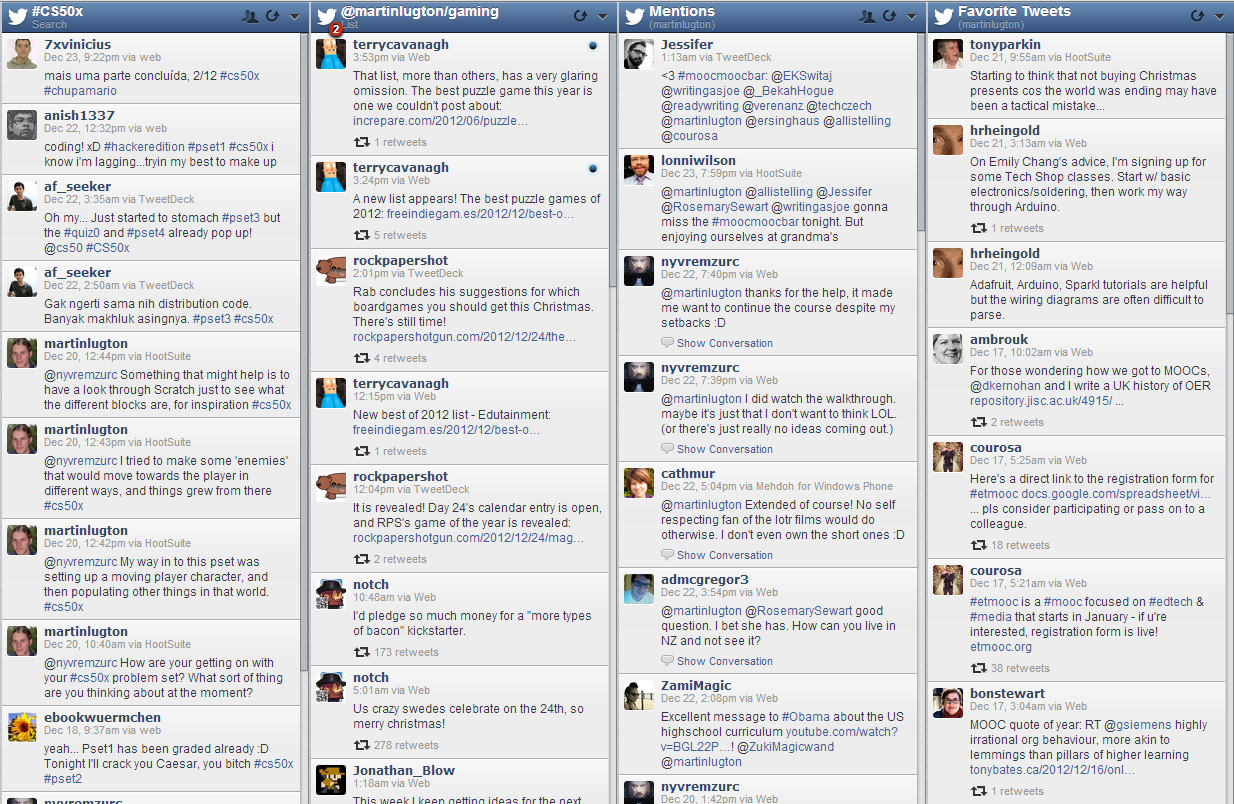 #CS50x
Search
7xvinicius
Dec 23, 9:22pm via web
mais uma parte concluída, 2/12 #cs50x
#chupamario
anish1337
Dec 22, 12:32pm via web
coding! xD #hackeredition #pset1 #cs50x i
know i'm lagging...tryin my best to make up
af_seeker
Dec 22, 3:35am via TweetDeck
Oh my... Just started to stomach #pset3 but
the #quiz0 and #pset4 already pop up!
@cs50 #CS50x
af_seeker
Dec 22, 2:50am via TweetDeck
Gak ngerti sama nih distribution code.
Banyak makhluk asingnya. #pset3 #cs50x
martinlugton
Dec 20, 12:44pm via HootSuite
@nyvremzurc Something that might help is to
have a look through Scratch just to see what
the different blocks are, for inspiration #cs50x
martinlugton
Dec 20, 12:43pm via HootSuite
@nyvremzurc I tried to make some 'enemies'
that would move towards the player in
different ways, and things grew from there
#cs50x
martinlugton
Dec 20, 12:42pm via HootSuite
@nyvremzurc My way in to this pset was
setting up a moving player character, and
then populating other things in that world.
#cs50x
martinlugton
Dec 20, 10:40am via HootSuite
@nyvremzurc How are your getting on with
your #cs50x problem set? What sort of thing
are you thinking about at the moment?
ebookwuermchen
Dec 18, 9:37am via web
yeah... Pset1 has been graded already :D
Tonight I'll crack you Caesar, you bitch #cs50x
#pset2
nyvremzurc
@martinlugton/gaming
List
2
terrycavanagh
3:53pm via Web
That list, more than others, has a very glaring
omission. The best puzzle game this year is
one we couldn't post about:
increpare.com/2012/06/puzzle…
1 retweets
terrycavanagh
3:24pm via Web
A new list appears! The best puzzle games of
2012: freeindiegam.es/2012/12/best-o…
5 retweets
rockpapershot
2:01pm via TweetDeck
Rab concludes his suggestions for which
boardgames you should get this Christmas.
There's still time!
rockpapershotgun.com/2012/12/24/the…
4 retweets
terrycavanagh
12:15pm via Web
New best of 2012 list - Edutainment:
freeindiegam.es/2012/12/best-o…
1 retweets
rockpapershot
12:04pm via TweetDeck
It is revealed! Day 24's calendar entry is open,
and RPS's game of the year is revealed:
rockpapershotgun.com/2012/12/24/mag…
2 retweets
notch
10:48am via Web
I'd pledge so much money for a "more types
of bacon" kickstarter.
173 retweets
notch
5:01am via Web
Us crazy swedes celebrate on the 24th, so
merry christmas!
278 retweets
Jonathan_Blow
1:18am via Web
This week I keep getting ideas for the next
Mentions
(martinlugton)
Jessifer
1:13am via TweetDeck
<3 #moocmoocbar: @EKSwitaj
@writingasjoe @_BekahHogue
@readywriting @verenanz @techczech
@martinlugton @ersinghaus @allistelling
@courosa
lonniwilson
Dec 23, 7:59pm via HootSuite
@martinlugton @allistelling @Jessifer
@RosemarySewart @writingasjoe gonna
miss the #moocmoocbar tonight. But
enjoying ourselves at grandma's
nyvremzurc
Dec 22, 7:40pm via Web
@martinlugton thanks for the help, it made
me want to continue the course despite my
setbacks :D
Show Conversation
nyvremzurc
Dec 22, 7:39pm via Web
@martinlugton I did watch the walkthrough.
maybe it's just that I don't want to think LOL.
(or there's just really no ideas coming out.)
Show Conversation
cathmur
Dec 22, 5:04pm via Mehdoh for Windows Phone
@martinlugton Extended of course! No self
respecting fan of the lotr films would do
otherwise. I don't even own the short ones :D
Show Conversation
admcgregor3
Dec 22, 3:54pm via Web
@martinlugton @RosemarySewart good
question. I bet she has. How can you live in
NZ and not see it?
Show Conversation
ZamiMagic
Dec 22, 2:08pm via Web
Excellent message to #Obama about the US
highschool curriculum youtube.com/watch?
v=BGL22P…! @ZukiMagicwand
@martinlugton
nyvremzurc
Dec 20, 1:42pm via Web
Favorite Tweets
(martinlugton)
tonyparkin
Dec 21, 9:55am via HootSuite
Starting to think that not buying Christmas
presents cos the world was ending may have
been a tactical mistake...
hrheingold
Dec 21, 3:13am via Web
On Emily Chang's advice, I'm signing up for
some Tech Shop classes. Start w/ basic
electronics/soldering, then work my way
through Arduino.
1 retweets
hrheingold
Dec 21, 12:09am via Web
Adafruit, Arduino, Sparkl tutorials are helpful
but the wiring diagrams are often difficult to
parse.
ambrouk
Dec 17, 10:02am via Web
For those wondering how we got to MOOCs,
@dkernohan and I write a UK history of OER
repository.jisc.ac.uk/4915/ ...
2 retweets
courosa
Dec 17, 5:25am via Web
Here's a direct link to the registration form for
#etmooc docs.google.com/spreadsheet/vi…
... pls consider participating or pass on to a
colleague.
18 retweets
courosa
Dec 17, 5:21am via Web
#etmooc is a #mooc focused on #edtech &
#media that starts in January - if u're
interested, registration form is live!
etmooc.org
38 retweets
bonstewart
Dec 17, 3:04am via Web
MOOC quote of year: RT @gsiemens highly
irrational org behaviour, more akin to
lemmings than pillars of higher learning
tonybates.ca/2012/12/16/onl…
1 retweets